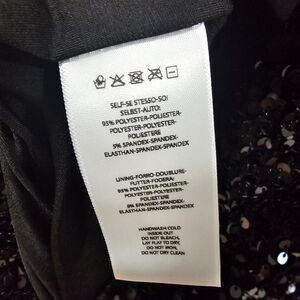 SELF-SE STESSO-SOI
SELBST-AUTO:
95% POLYESTER-POLIESTER-
POLYESTER-POLYESTER-
POLIESTERE
5% SPANDEX-SPANDEX-
ELASTHAN-SPANDEX-SPANDEX
LINING-FORRO-DOUBLURE-
FUTTER-FODERA:
95% POLYESTER-POLIESTER-
POLYESTER-POLYESTER-
POLIESTERE
5% SPANDEX-SPANDEX-
ELASTHAN-SPANDEX-SPANDEX
HANDWASH COLD
INSIDE OUT
DO NOT BLEACH,
LAY FLAT TO DRY,
DO NOT IRON,
DO NOT DRY CLEAN